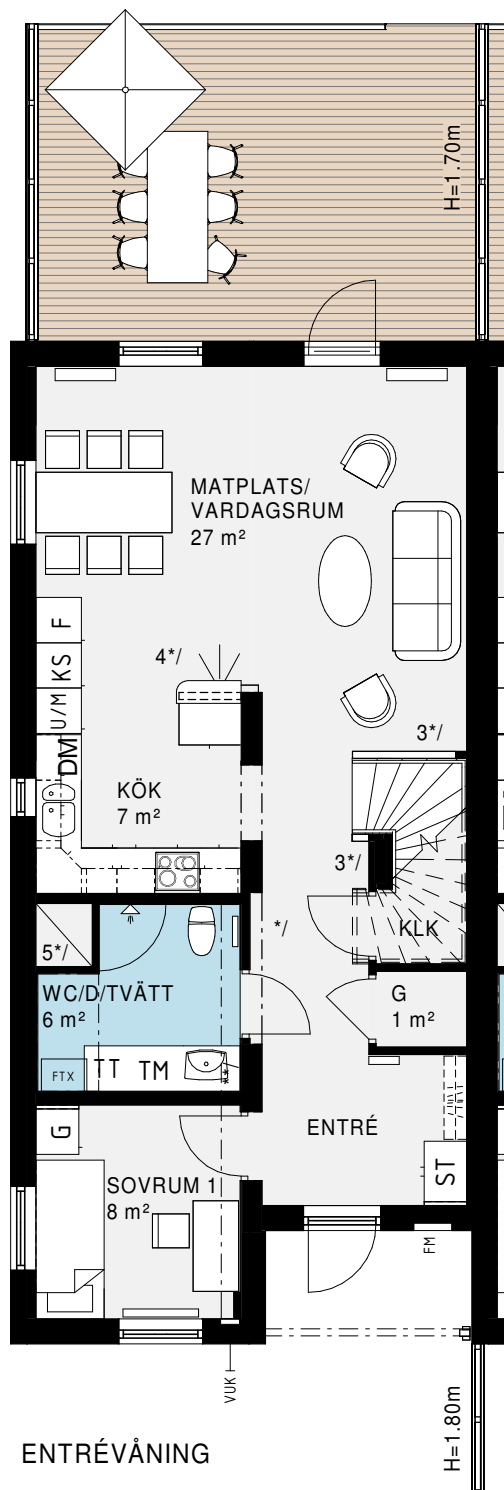 H=1.70m
MATPLATS/
VARDAGSRUM
27 m²
F
KS
U/M
DM
4*/
3*/
KÖK
7 m²
3*/
*/
KLK
5*/
WC/D/TVÄTT
6 m²
G
1 m²
FTX
TT
TM
**
G
ENTRÉ
ST
SOVRUM 1
8 m²
FM
VUK
H=1.80m
ENTRÉVÅNING